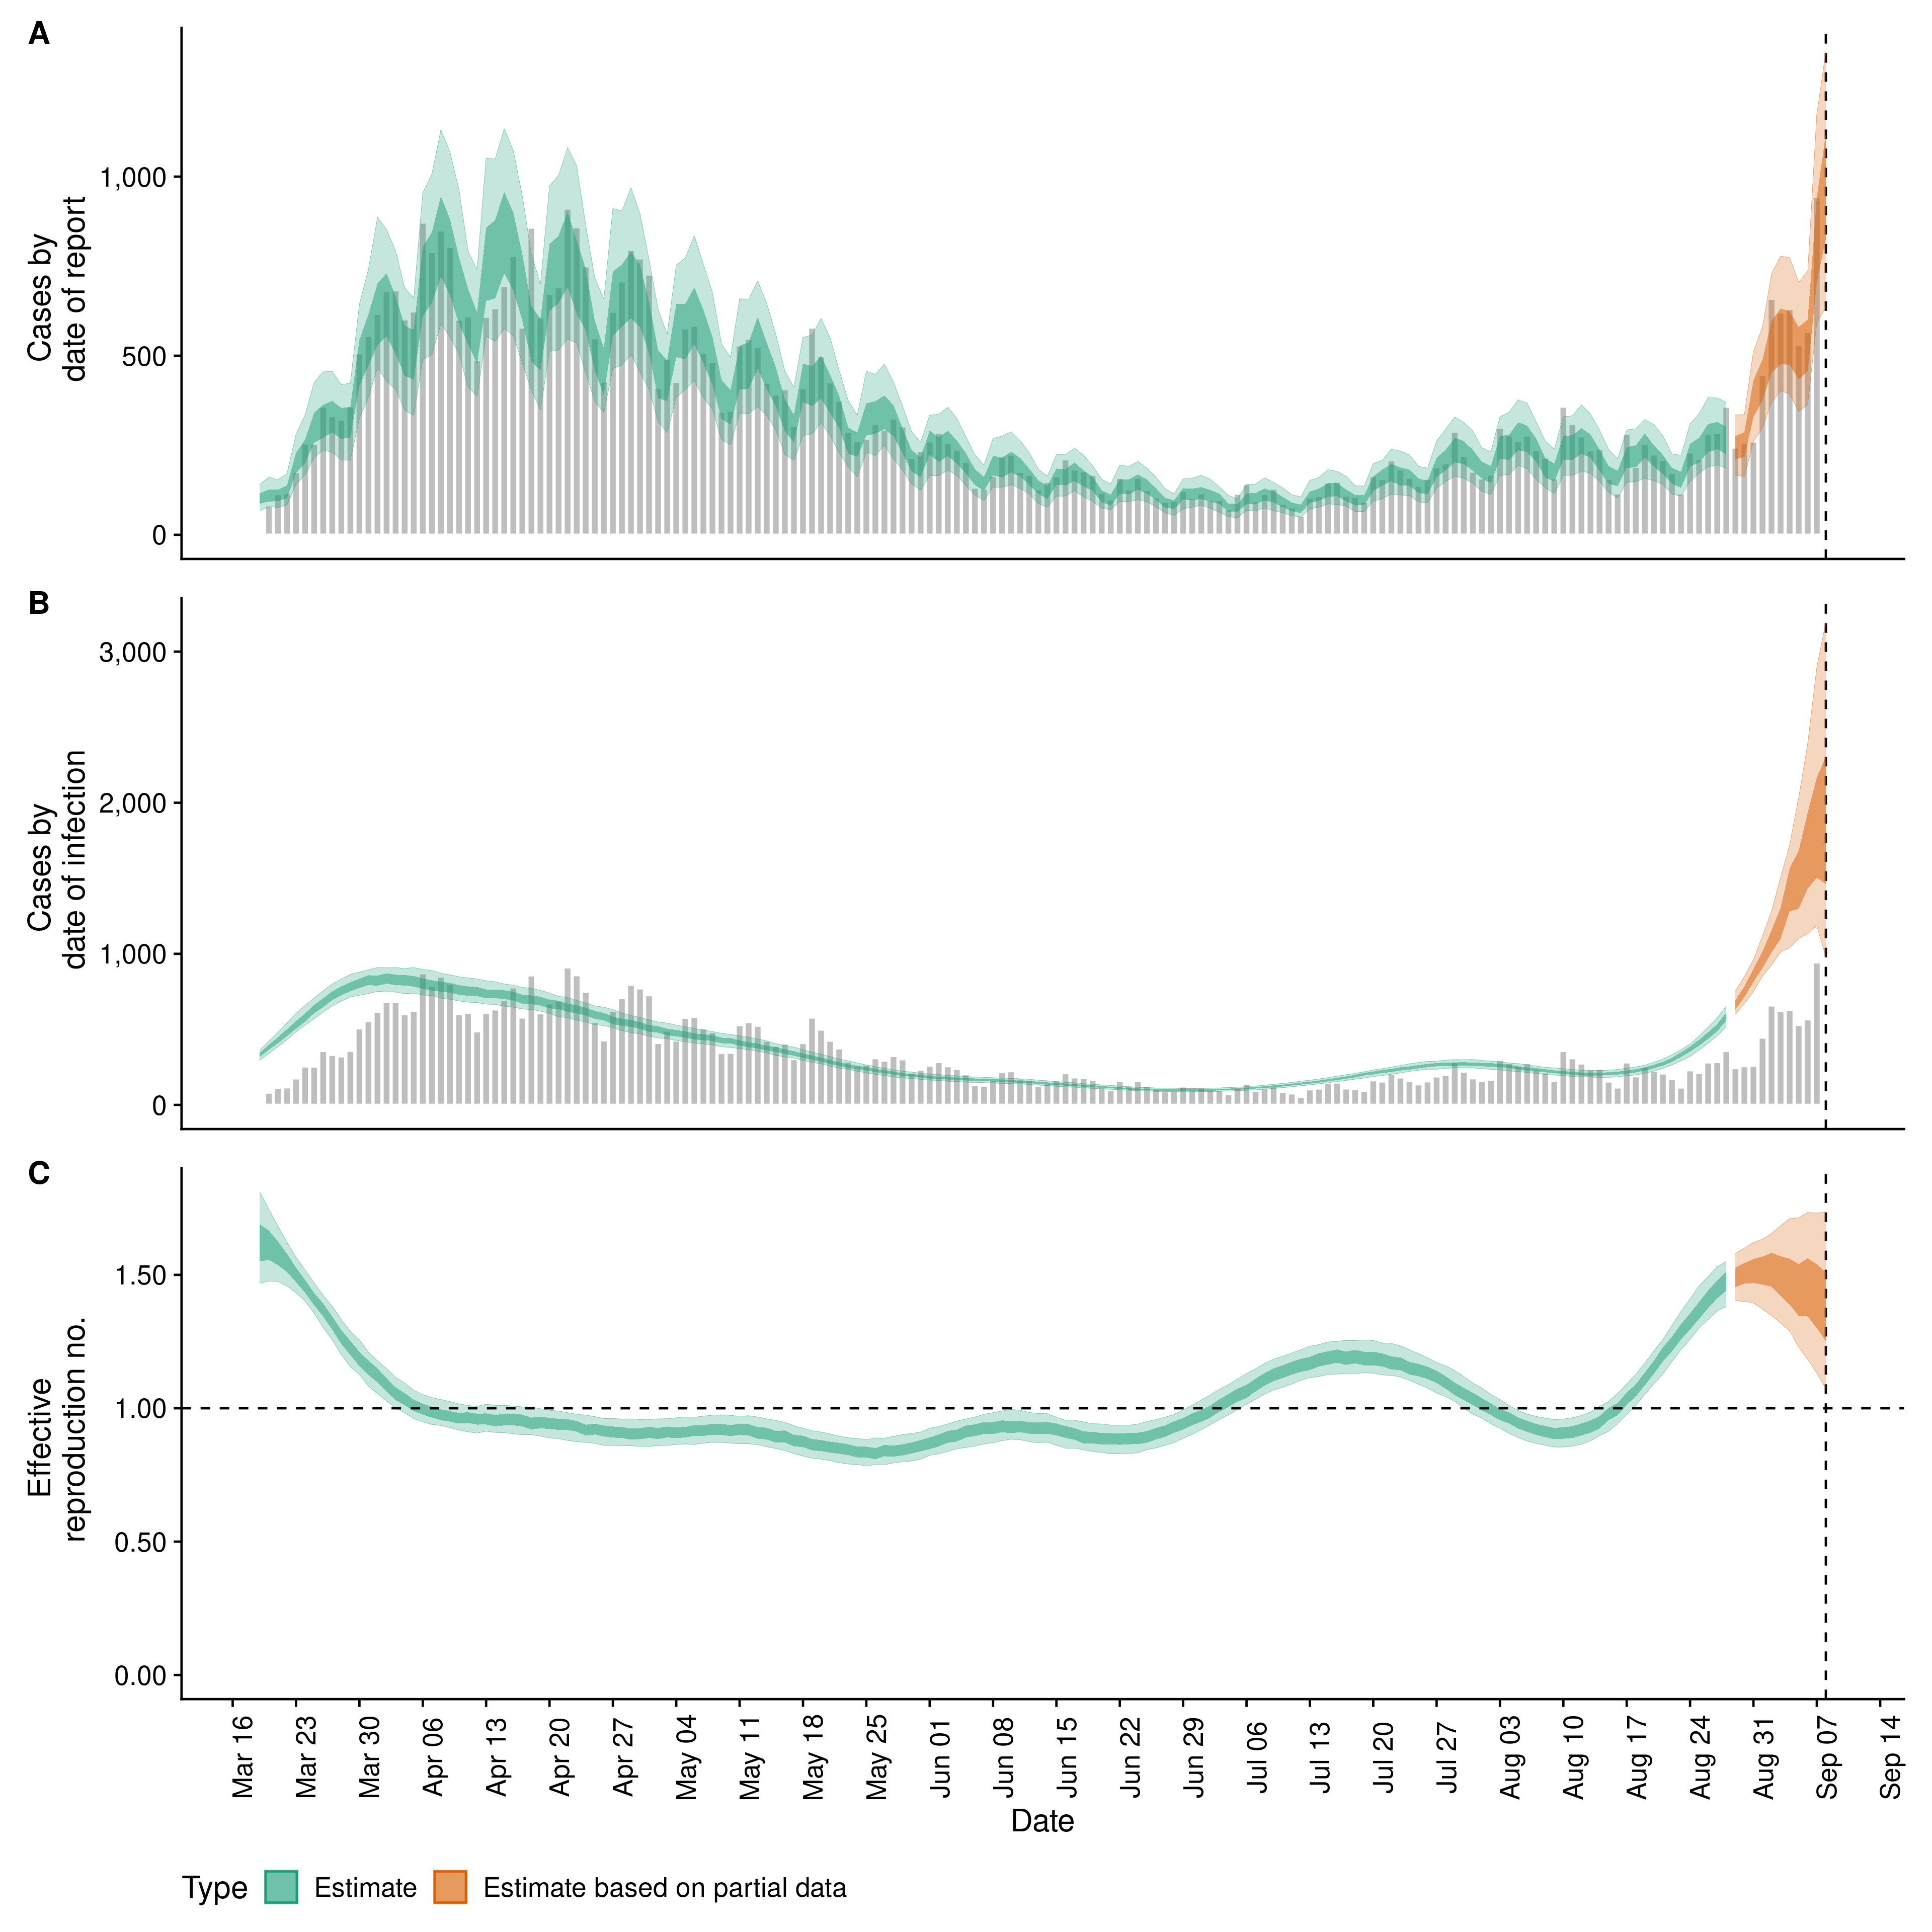 A
Cases by
date of report
1,000
500
0
B
Cases by
date of infection
3,000
2,000
1,000
0
C
Effective
reproduction no.
1.50
1.00
0.50
0.00
Mar 16
Mar 23
Mar 30
Apr 06
Apr 13
Apr 20
Apr 27
May 04
May 11
May 18
May 25
Jun 01
Jun 08
Jun 15
Jun 22
Jun 29
Jul 06
Jul 13
Jul 20
Jul 27
Aug 03
Aug 10
Aug 17
Aug 24
Aug 31
Sep 07
Sep 14
Date
Type Estimate Estimate based on partial data